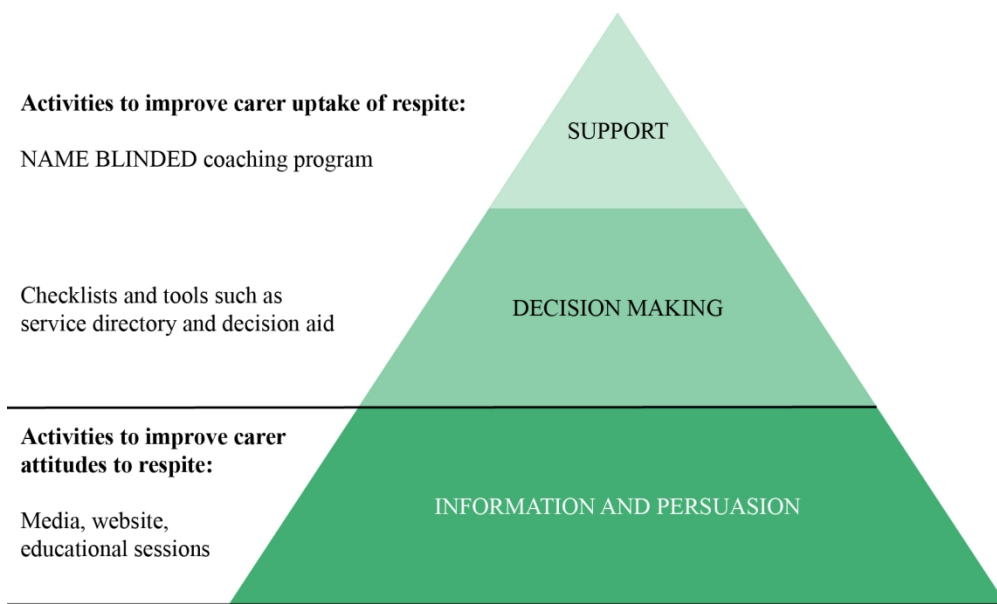 Activities to improve carer uptake of respite:
NAME BLINDED coaching program
SUPPORT
Checklists and tools such as
service directory and decision aid
DECISION MAKING
Activities to improve carer
attitudes to respite:
Media, website,
educational sessions
INFORMATION AND PERSUASION